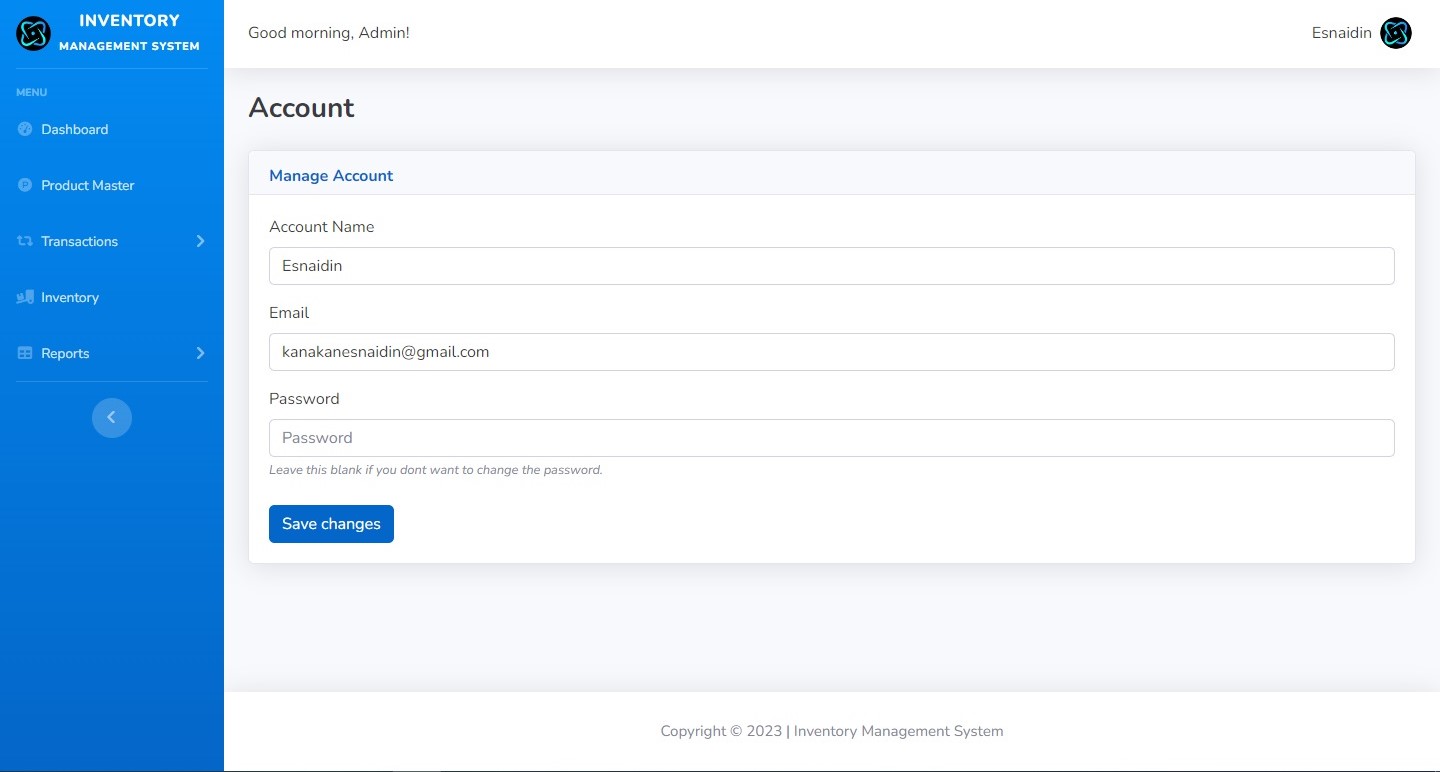 INVENTORY
MANAGEMENT SYSTEM
MENU
Dashboard
Product Master
Transactions
Inventory
Reports
Good morning, Admin!
Esnaidin
Account
Manage Account
Account Name
Esnaidin
Email
kanakanesnaidin@gmail.com
Password
Password
Leave this blank if you dont want to change the password.
Save changes
Copyright © 2023 | Inventory Management System